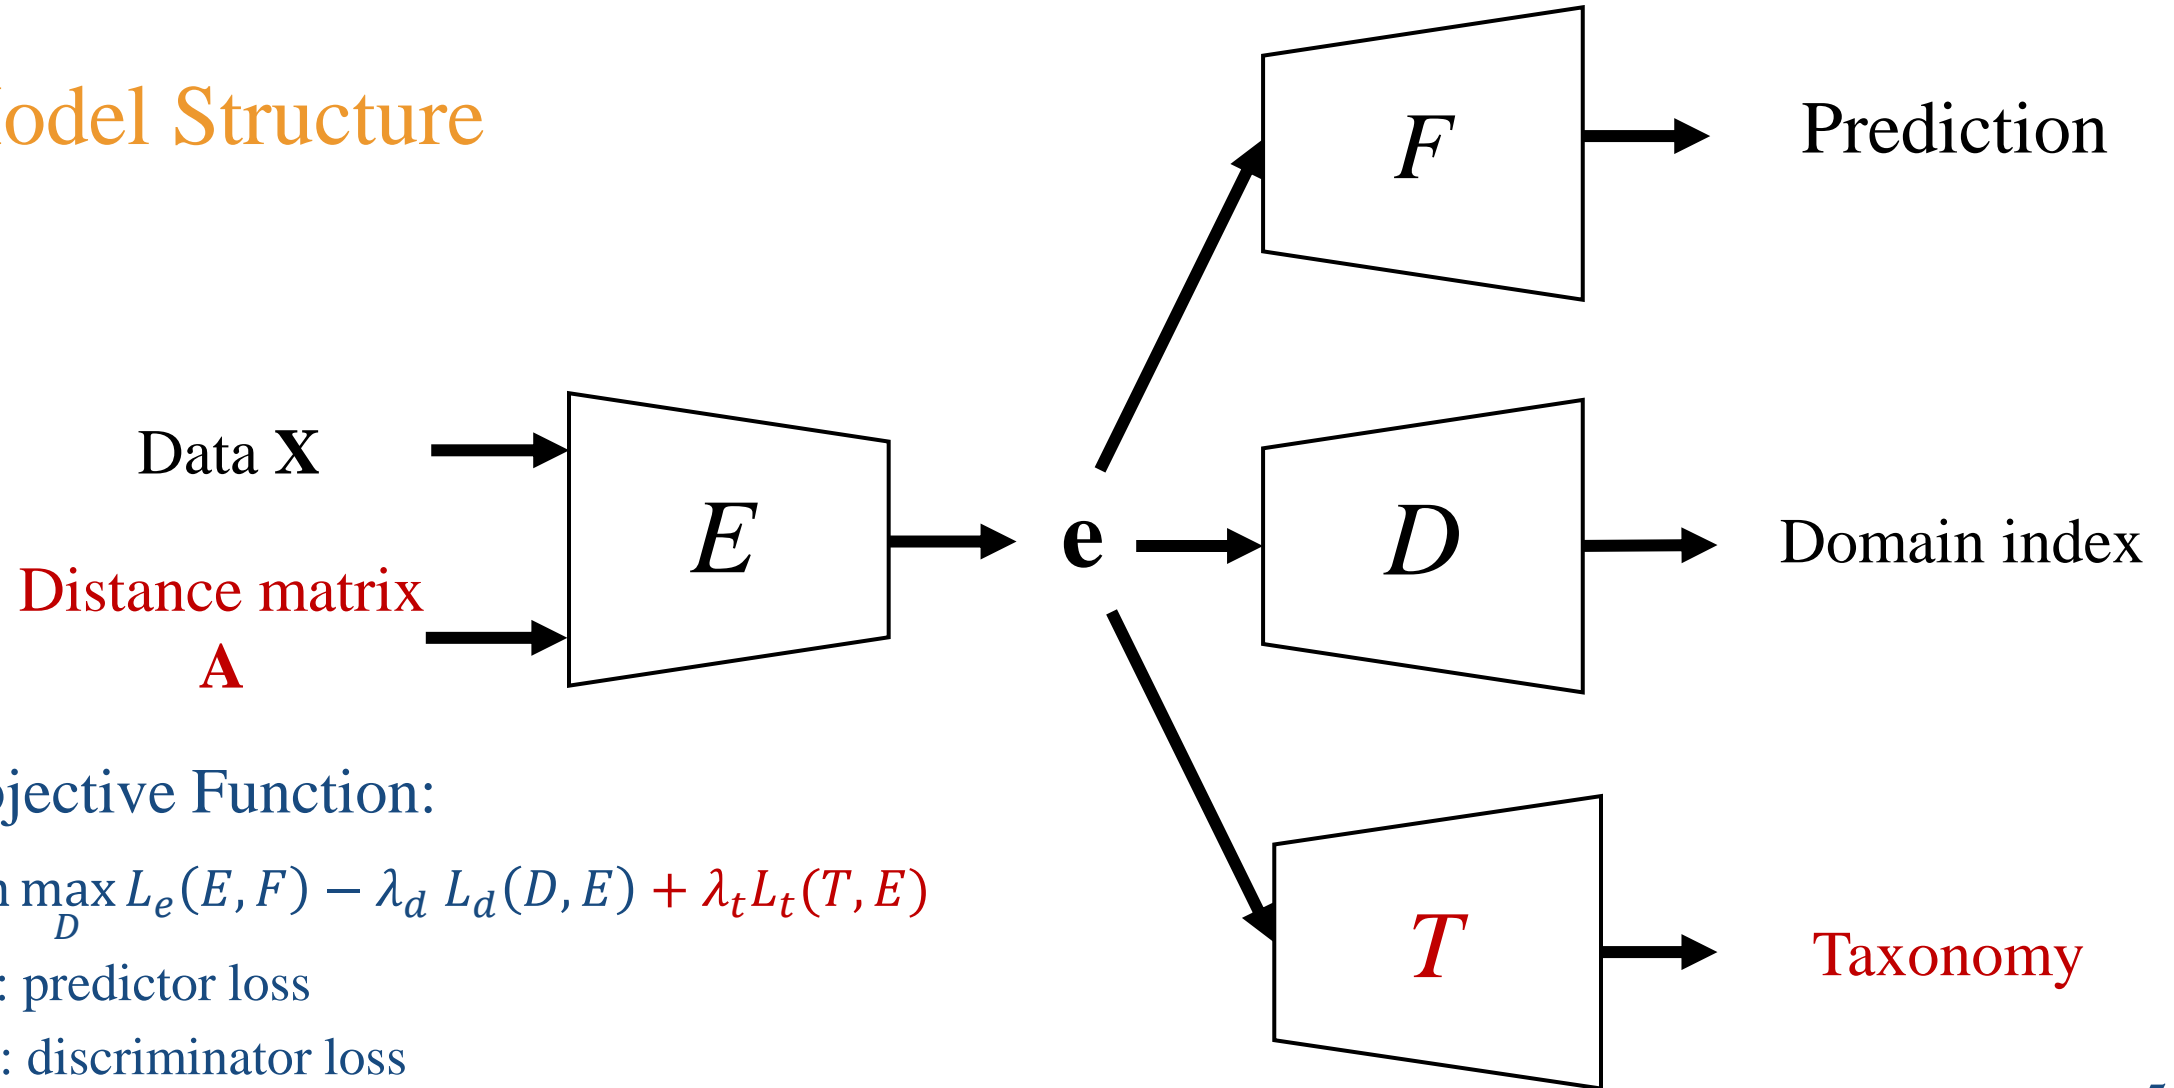 odel Structure
F
Prediction
Data X
E
e
D
Domain index
Distance matrix
A
jective Function:
max L_e(E, F) − λ_d L_d(D, E) + λ_t L_t(T, E)
D
: predictor loss
: discriminator loss
T
Taxonomy